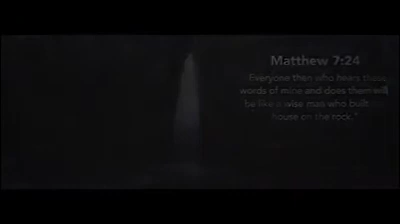 Matthew 7:24
Everyone then who hears these
words of mine and does them will
be like a wise man who built
house on the rock."